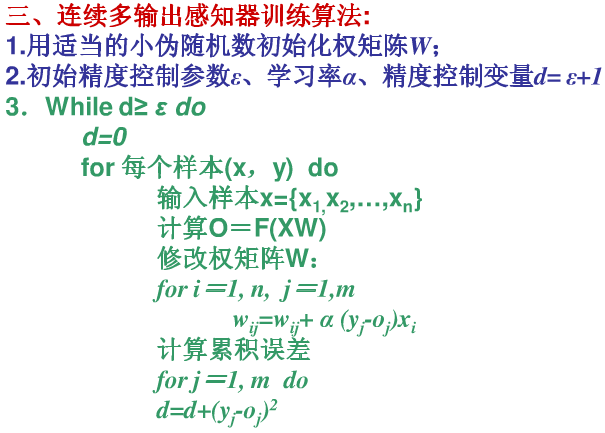 三、连续多输出感知器训练算法:
1.用适当的小伪随机数初始化权矩陈W；
2.初始精度控制参数ε、学习率α、精度控制变量d= ε+1
3．While d≥ ε do
d=0
for 每个样本(x，y) do
输入样本x={x1,x2,…,xn}
计算O＝F(XW)
修改权矩阵W：
for i＝1, n, j＝1,m
wij=wij+ α (yj-oj)xi
计算累积误差
for j＝1, m do
d=d+(yj-oj)2